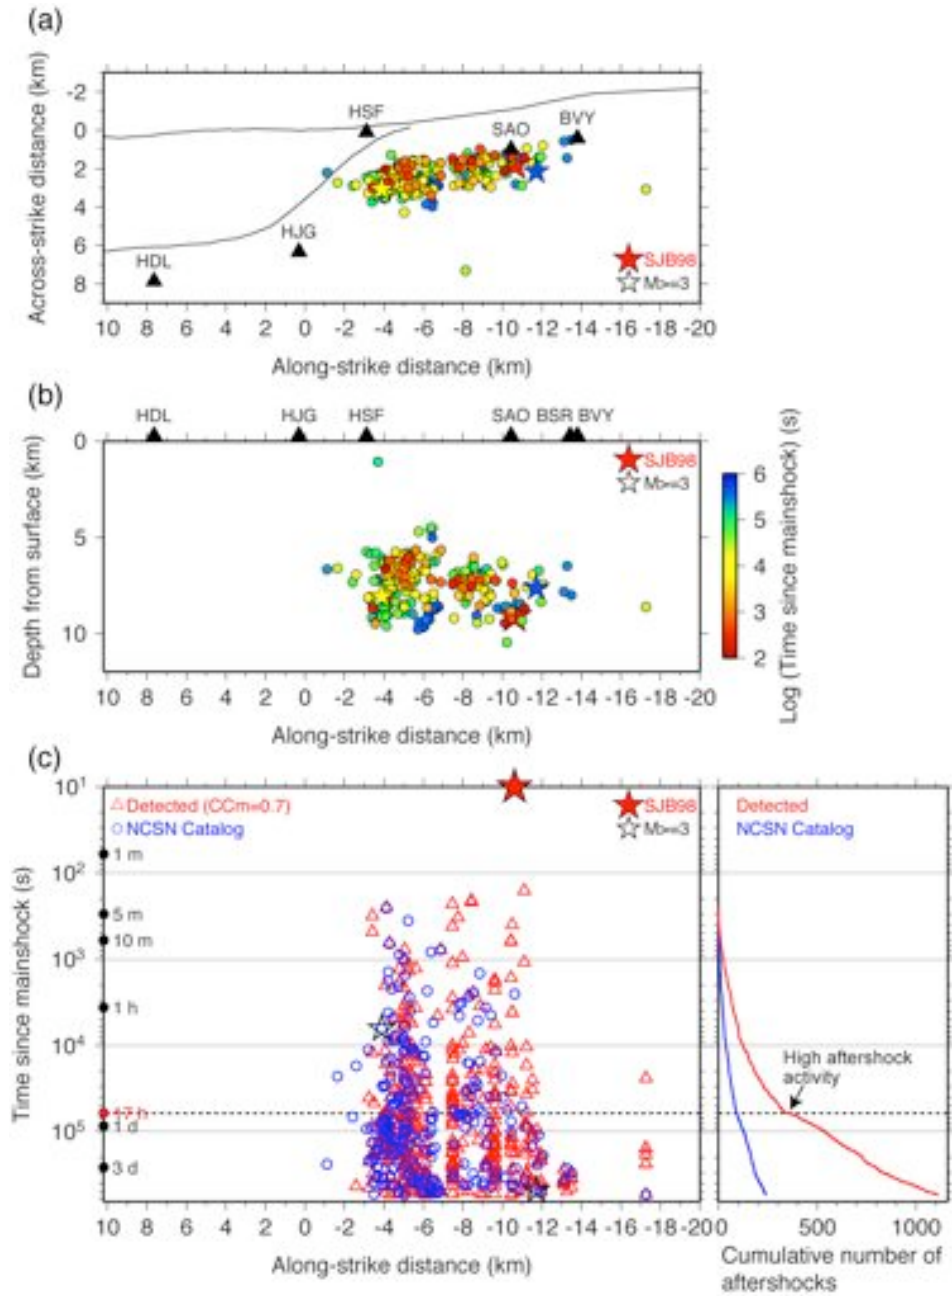 (a)
Across-strike distance (km)
-2
0
2
4
6
8
HSF
SAO
BVY
HJG
HDL
SJB98
M>=3
10 8 6 4 2 0 -2 -4 -6 -8 -10 -12 -14 -16 -18 -20
Along-strike distance (km)
(b)
HDL HJG HSF SAO BSR BVY
Depth from surface (km)
0
5
10
SJB98
M>=3
10 8 6 4 2 0 -2 -4 -6 -8 -10 -12 -14 -16 -18 -20
Along-strike distance (km)
6
5
4
3
2
Log (Time since mainshock) (s)
(c)
Time since mainshock (s)
10¹
10²
10³
10⁴
10⁵
Detected (CCm=0.7)
NCSN Catalog
SJB98
M>=3
1 m
5 m
10 m
1 h
17 h
1 d
3 d
10 8 6 4 2 0 -2 -4 -6 -8 -10 -12 -14 -16 -18 -20
Along-strike distance (km)
Detected
NCSN Catalog
High aftershock
activity
0 500 1000
Cumulative number of
aftershocks